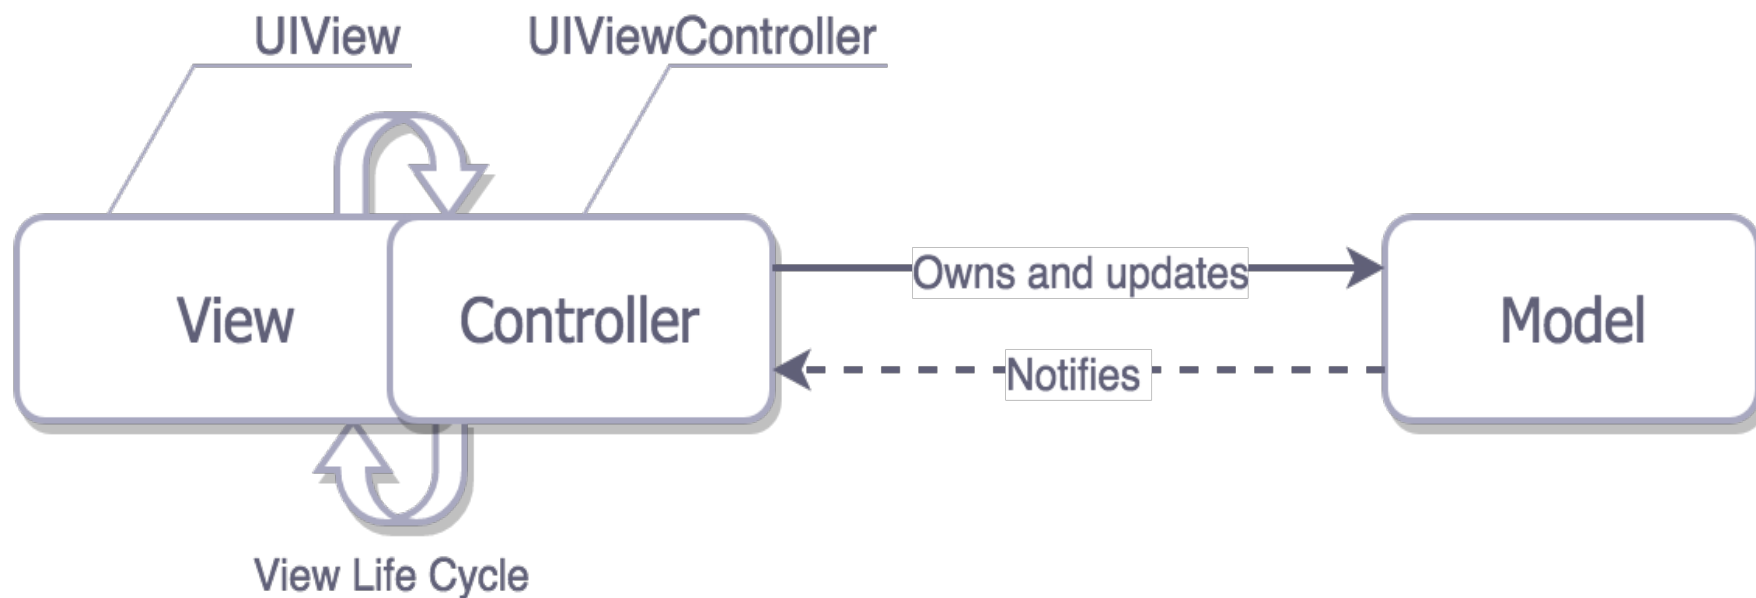 UIView
UIViewController
View
Controller
Owns and updates
Notifies
Model
View Life Cycle